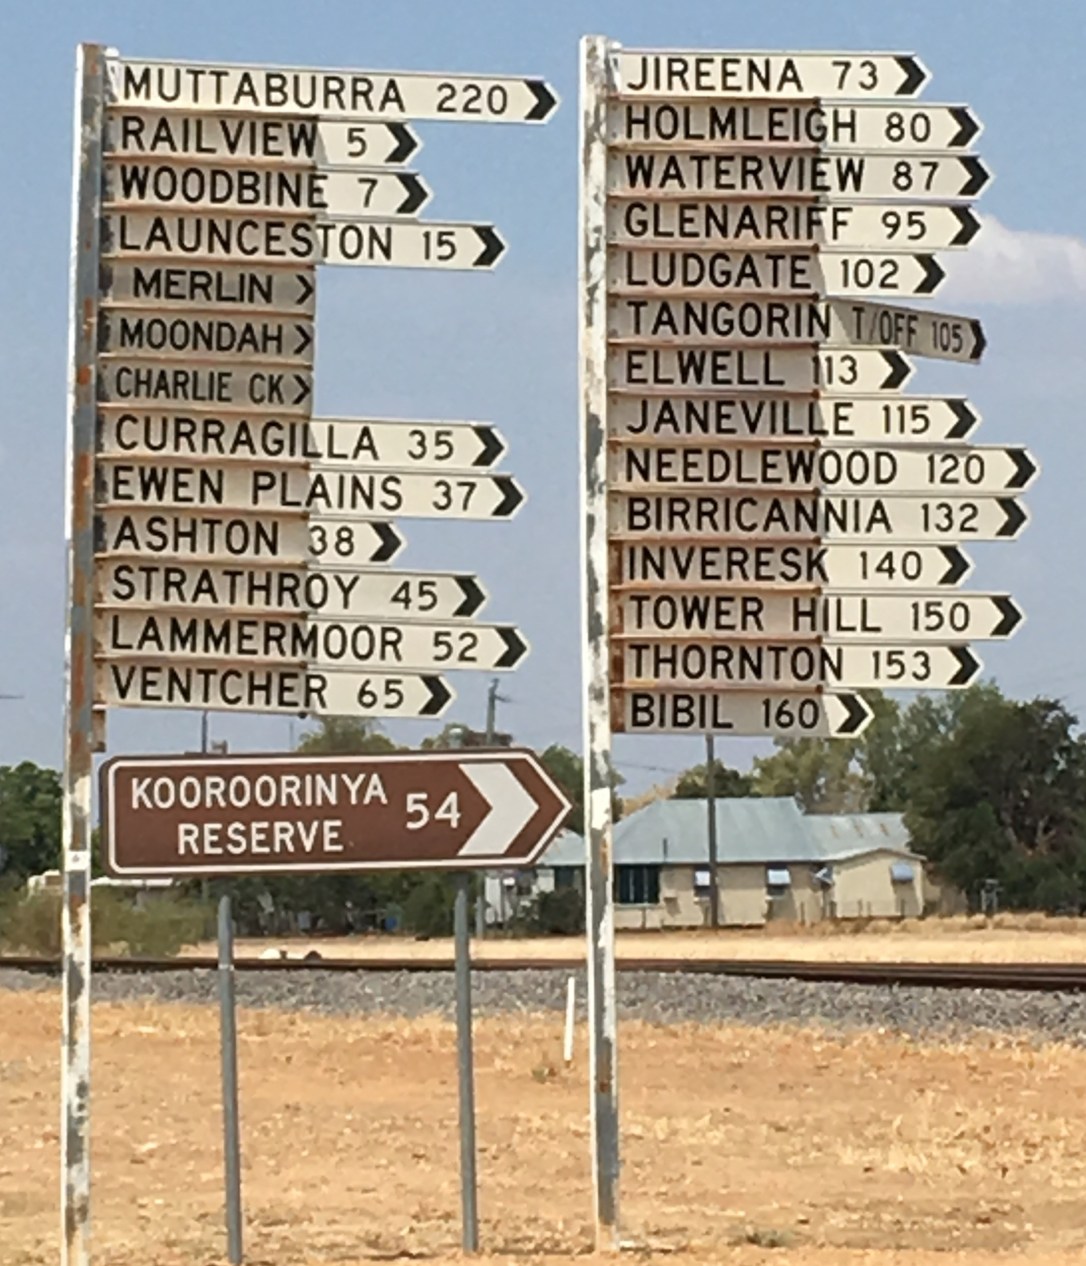 MUTTABURRA 220
RAILVIEW 5
WOODBINE 7
LAUNCESTON 15
MERLIN
MOONDAH
CHARLIE CK
CURRAGILLA 35
EWEN PLAINS 37
ASHTON 38
STRATHROY 45
LAMMERMOOR 52
VENTCHER 65
KOOROORINYA
RESERVE 54
JIREENA 73
HOLMLEIGH 80
WATERVIEW 87
GLENARIFF 95
LUDGATE 102
TANGORIN T/OFF 105
ELWELL 113
JANEVILLE 115
NEEDLEWOOD 120
BIRRICANNIA 132
INVERESK 140
TOWER HILL 150
THORNTON 153
BIBIL 160